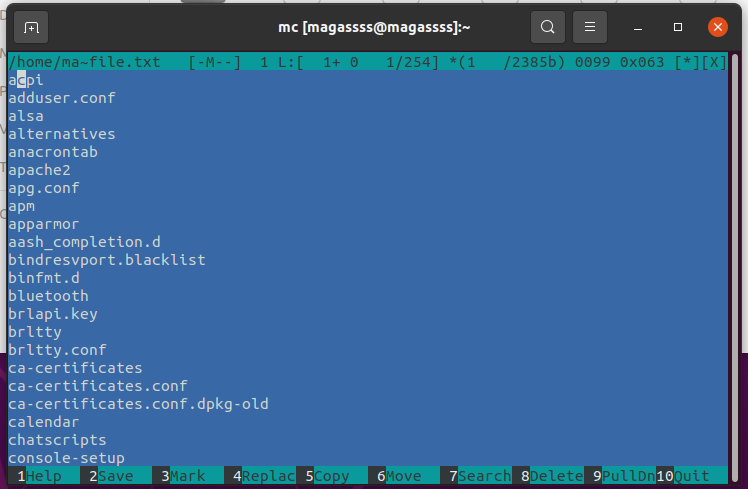 mc [magassss@magassss]:~
/home/ma~file.txt   [-M--]  1 L:[  1+ 0   1/254] *(1   /2385b) 0099 0x063 [*][X]
acpi
adduser.conf
alsa
alternatives
anacrontab
apache2
apg.conf
apm
apparmor
aash_completion.d
bindresvport.blacklist
binfmt.d
bluetooth
brlapi.key
brltty
brltty.conf
ca-certificates
ca-certificates.conf
ca-certificates.conf.dpkg-old
calendar
chatscripts
console-setup
1Help 2Save 3Mark 4Replac 5Copy 6Move 7Search 8Delete 9PullDn 10Quit